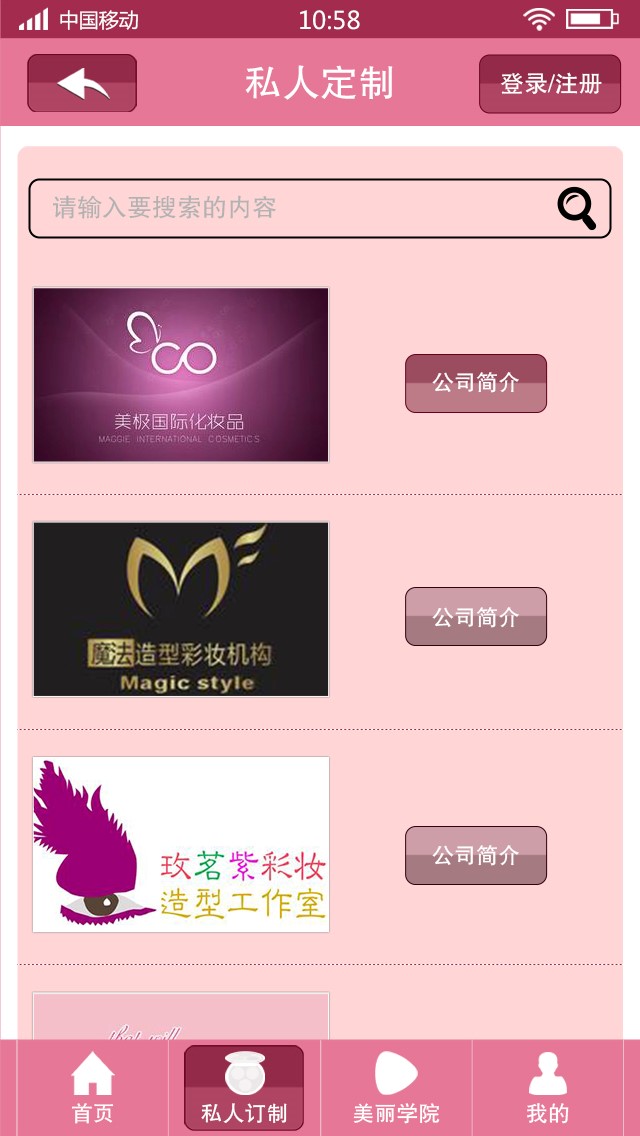 中国移动 10:58
私人定制
登录/注册
请输入要搜索的内容
CO
美极国际化妆品
MAGGIE INTERNATIONAL COSMETICS
公司简介
魔法造型彩妆机构
Magic style
公司简介
玫茗紫彩妆
造型工作室
公司简介
首页
私人订制
美丽学院
我的